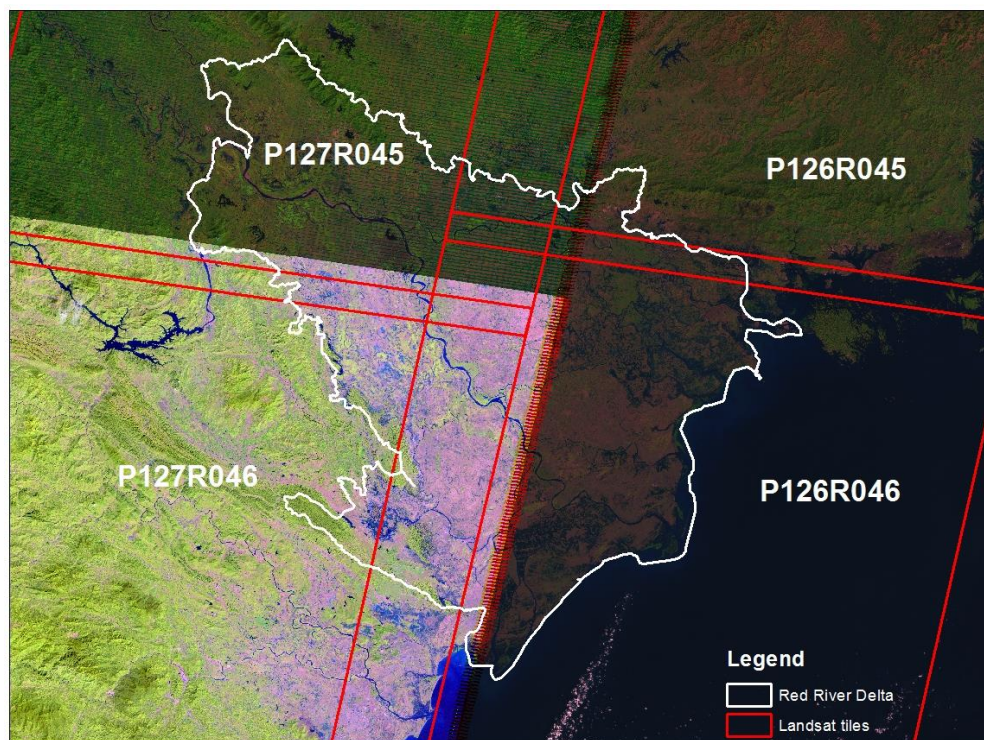 P127R045
P126R045
P127R046
P126R046
Legend
Red River Delta
Landsat tiles